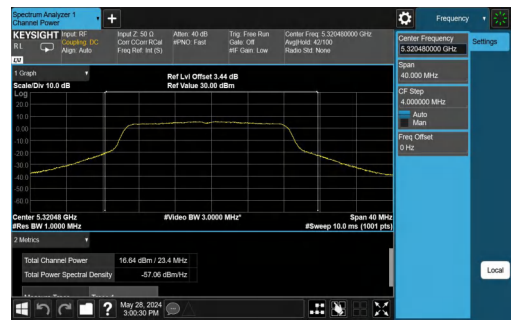 Spectrum Analyzer 1
Channel Power
+
Frequency
KEYSIGHT
RL
LV
Input: RF
Coupling: DC
Align: Auto
Input Z: 50 Ω
Corr CCorr RCal
Freq Ref: Int (S)
Atten: 40 dB
#PNO: Fast
Trig: Free Run
Gate: Off
#IF Gain: Low
Center Freq: 5.320480000 GHz
Avg|Hold: 42/100
Radio Std: None
Center Frequency
5.320480000 GHz
Settings
Span
40.000 MHz
CF Step
4.000000 MHz
Auto
Man
Freq Offset
0 Hz
Local
1 Graph
Scale/Div 10.0 dB
Ref Lvl Offset 3.44 dB
Ref Value 30.00 dBm
Log
20.0
10.0
0.00
-10.0
-20.0
-30.0
-40.0
-50.0
-60.0
Center 5.32048 GHz
#Res BW 1.0000 MHz
#Video BW 3.0000 MHz*
Span 40 MHz
#Sweep 10.0 ms (1001 pts)
2 Metrics
Total Channel Power 16.64 dBm / 23.4 MHz
Total Power Spectral Density -57.06 dBm/Hz
?
May 28, 2024
3:00:30 PM